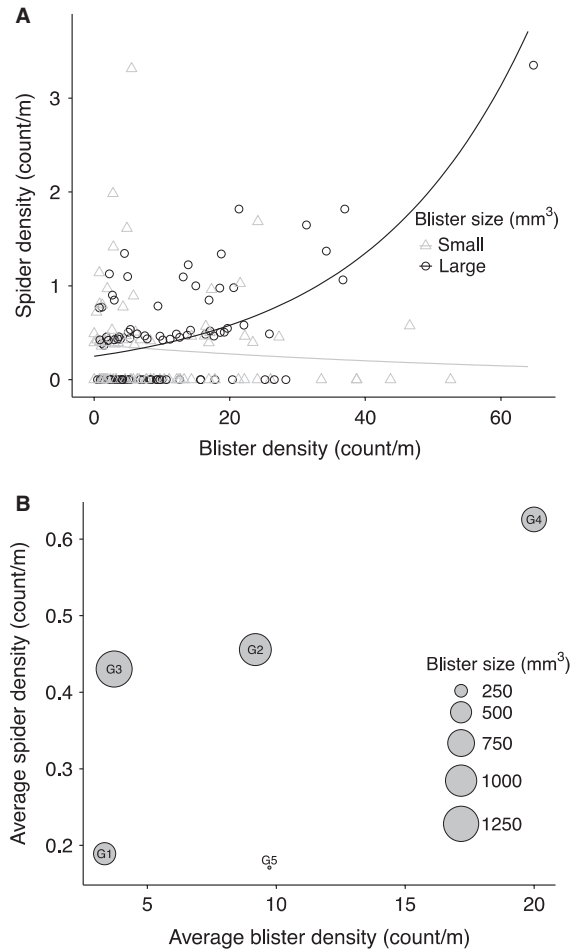 A
Spider density (count/m)
3
2
1
0
Blister size (mm³)
Small
Large
0 20 40 60
Blister density (count/m)
B
Average spider density (count/m)
0.6
0.5
0.4
0.3
0.2
G4
G2
G3
G1
G5
Blister size (mm³)
250
500
750
1000
1250
5 10 15 20
Average blister density (count/m)